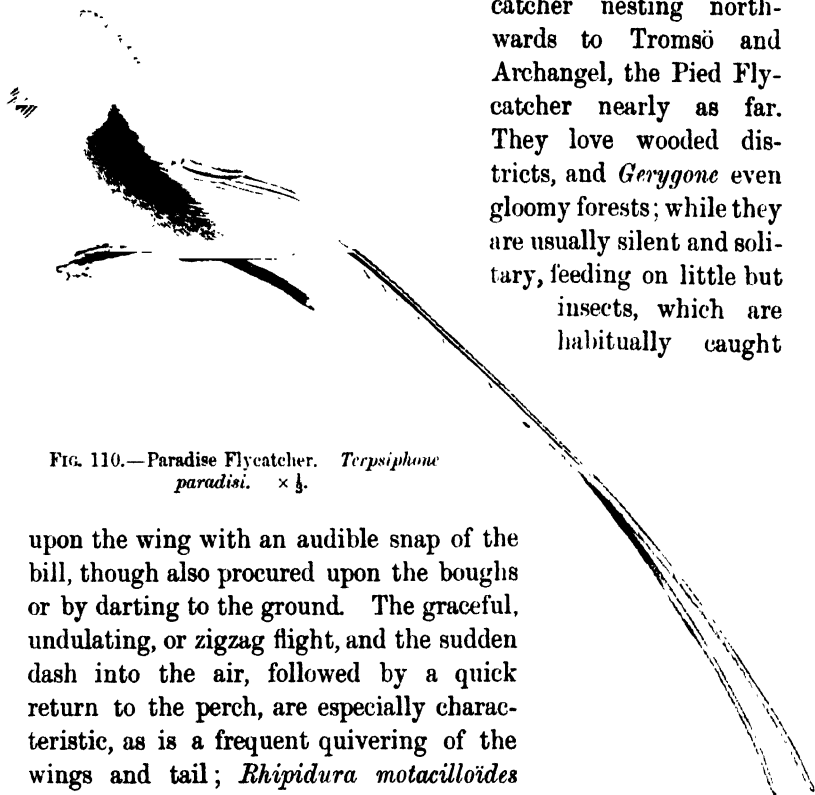 catcher nesting north-
wards to Tromsö and
Archangel, the Pied Fly-
catcher nearly as far.
They love wooded dis-
tricts, and Gerygone even
gloomy forests; while they
are usually silent and soli-
tary, feeding on little but
insects, which are
habitually caught
FIG. 110.—Paradise Flycatcher. Terpsiphone
paradisi. × ⅓.
upon the wing with an audible snap of the
bill, though also procured upon the boughs
or by darting to the ground. The graceful,
undulating, or zigzag flight, and the sudden
dash into the air, followed by a quick
return to the perch, are especially charac-
teristic, as is a frequent quivering of the
wings and tail; Rhipidura motacilloïdes